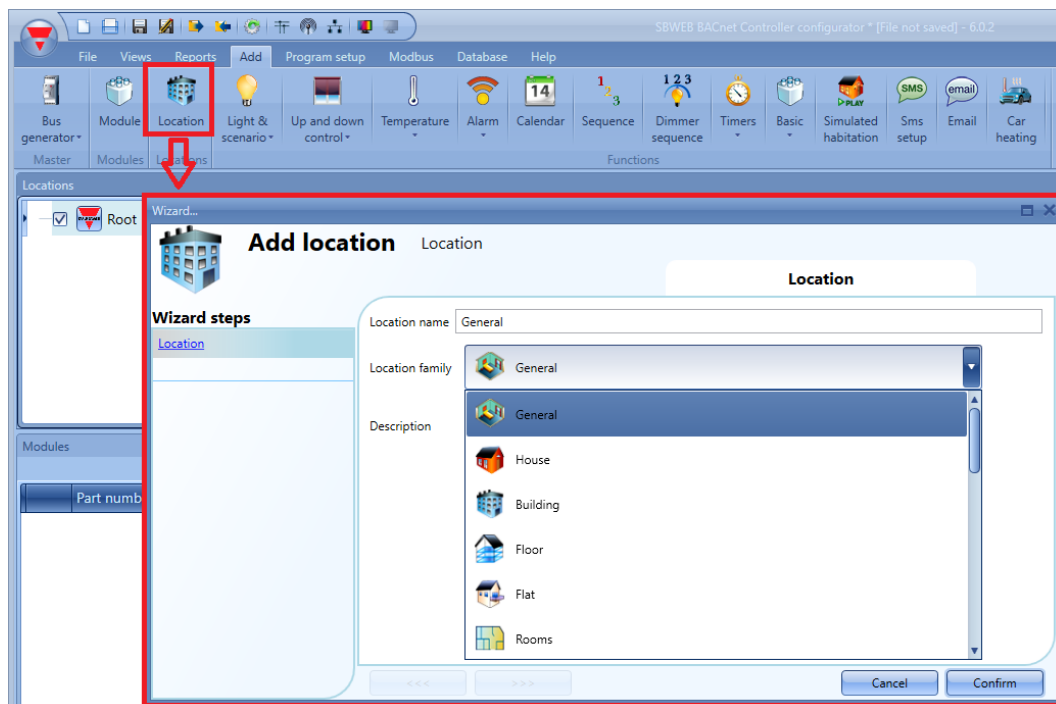 SBWEB BACnet Controller configurator * [File not saved] - 6.0.2
File Views Reports Add Program setup Modbus Database Help
1 2 3
1 2 3
14
SMS
email
PLAY
Bus generator
Module
Location
Light & scenario
Up and down control
Temperature
Alarm
Calendar
Sequence
Dimmer sequence
Timers
Basic
Simulated habitation
Sms setup
Email
Car heating
Master
Modules
Locations
Functions
Locations
Root
Wizard...
Add location Location
Location
Wizard steps
Location
Location name General
Location family General
Description
General
House
Building
Floor
Flat
Rooms
Modules
Part numb
<<< >>>
Cancel Confirm